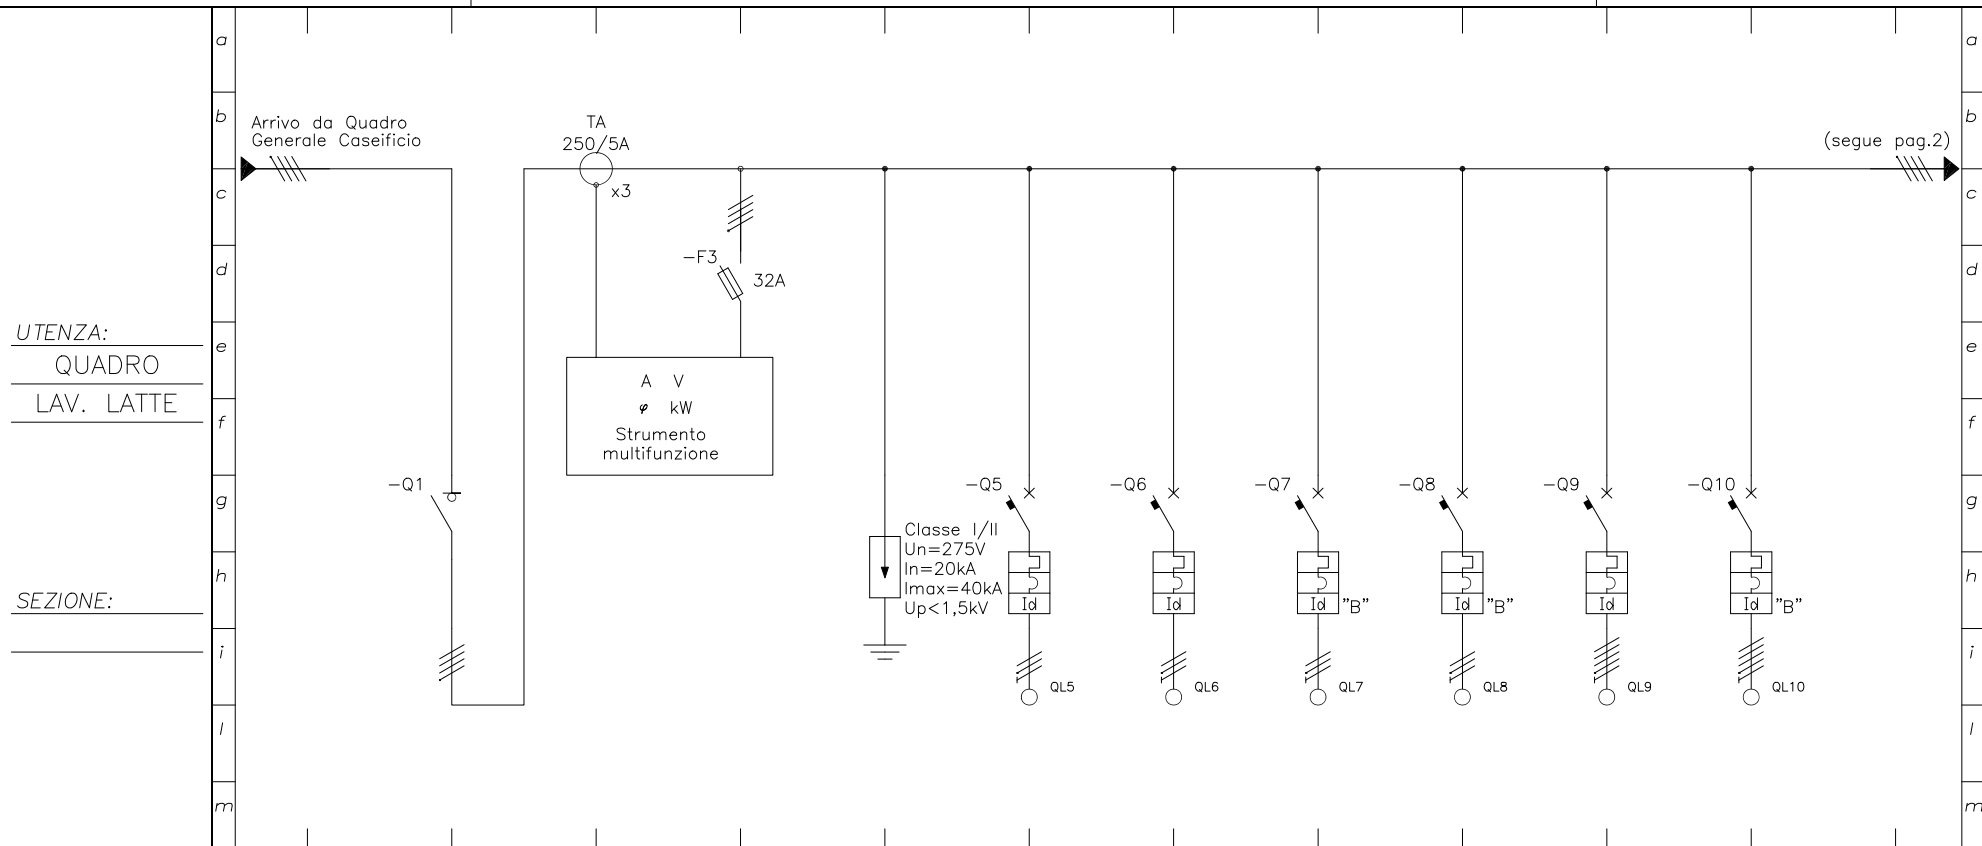 a
a
b
b
Arrivo da Quadro
Generale Caseificio
TA
250/5A
x3
(segue pag.2)
c
c
d
d
-F3
32A
UTENZA:
QUADRO
LAV. LATTE
e
e
A V
φ kW
Strumento
multifunzione
f
f
g
g
-Q1
-Q5
-Q6
-Q7
-Q8
-Q9
-Q10
Classe I/II
Un=275V
In=20kA
Imax=40kA
Up<1,5kV
h
h
Id
Id
Id "B"
Id "B"
Id
Id "B"
SEZIONE:
i
i
QL5
QL6
QL7
QL8
QL9
QL10
l
l
m
m